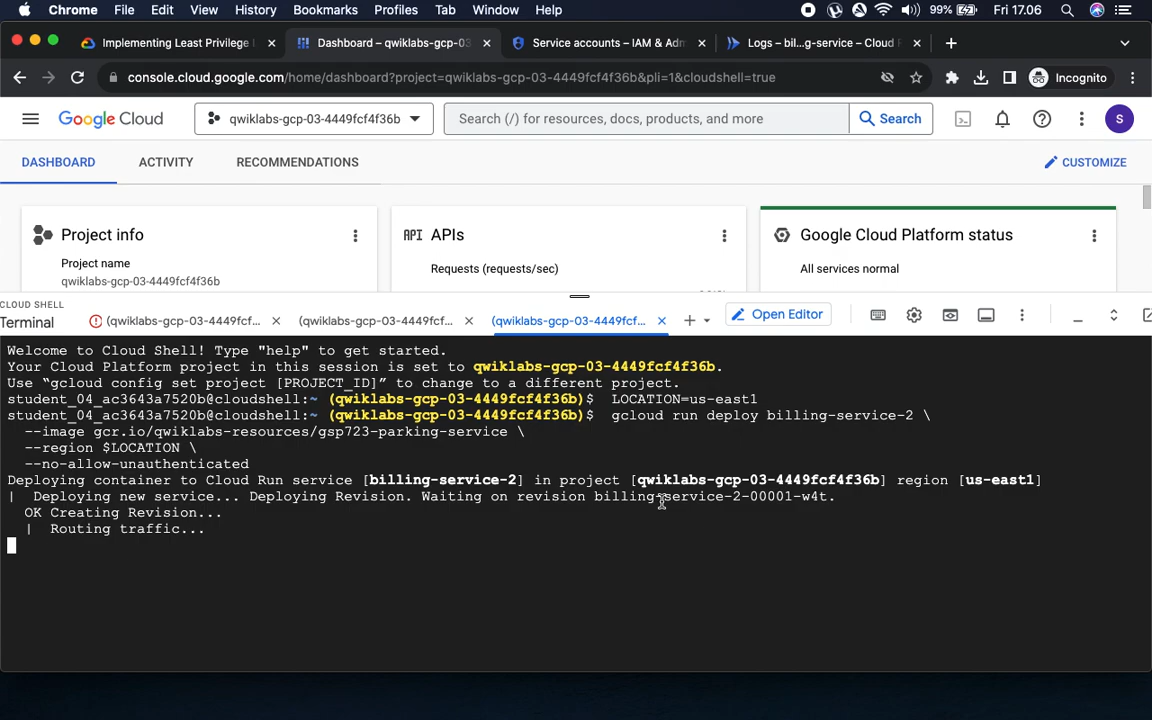 Chrome File Edit View History Bookmarks Profiles Tab Window Help 99% Fri 17.06
Implementing Least Privilege Dashboard – qwiklabs-gcp-03- Service accounts – IAM & Adm Logs – bil...g-service – Cloud
console.cloud.google.com/home/dashboard?project=qwiklabs-gcp-03-4449fcf4f36b&pli=1&cloudshell=true Incognito
Google Cloud qwiklabs-gcp-03-4449fcf4f36b Search (/) for resources, docs, products, and more Search S
DASHBOARD ACTIVITY RECOMMENDATIONS CUSTOMIZE
Project info API APIs Google Cloud Platform status
Project name
qwiklabs-gcp-03-4449fcf4f36b
Requests (requests/sec)
All services normal
CLOUD SHELL
Terminal (qwiklabs-gcp-03-4449fcf... (qwiklabs-gcp-03-4449fcf... (qwiklabs-gcp-03-4449fcf... Open Editor
Welcome to Cloud Shell! Type "help" to get started.
Your Cloud Platform project in this session is set to qwiklabs-gcp-03-4449fcf4f36b.
Use “gcloud config set project [PROJECT_ID]” to change to a different project.
student_04_ac3643a7520b@cloudshell:~ (qwiklabs-gcp-03-4449fcf4f36b)$ LOCATION=us-east1
student_04_ac3643a7520b@cloudshell:~ (qwiklabs-gcp-03-4449fcf4f36b)$ gcloud run deploy billing-service-2 \
--image gcr.io/qwiklabs-resources/gsp723-parking-service \
--region $LOCATION \
--no-allow-unauthenticated
Deploying container to Cloud Run service [billing-service-2] in project [qwiklabs-gcp-03-4449fcf4f36b] region [us-east1]
| Deploying new service... Deploying Revision. Waiting on revision billing-service-2-00001-w4t.
OK Creating Revision...
| Routing traffic...